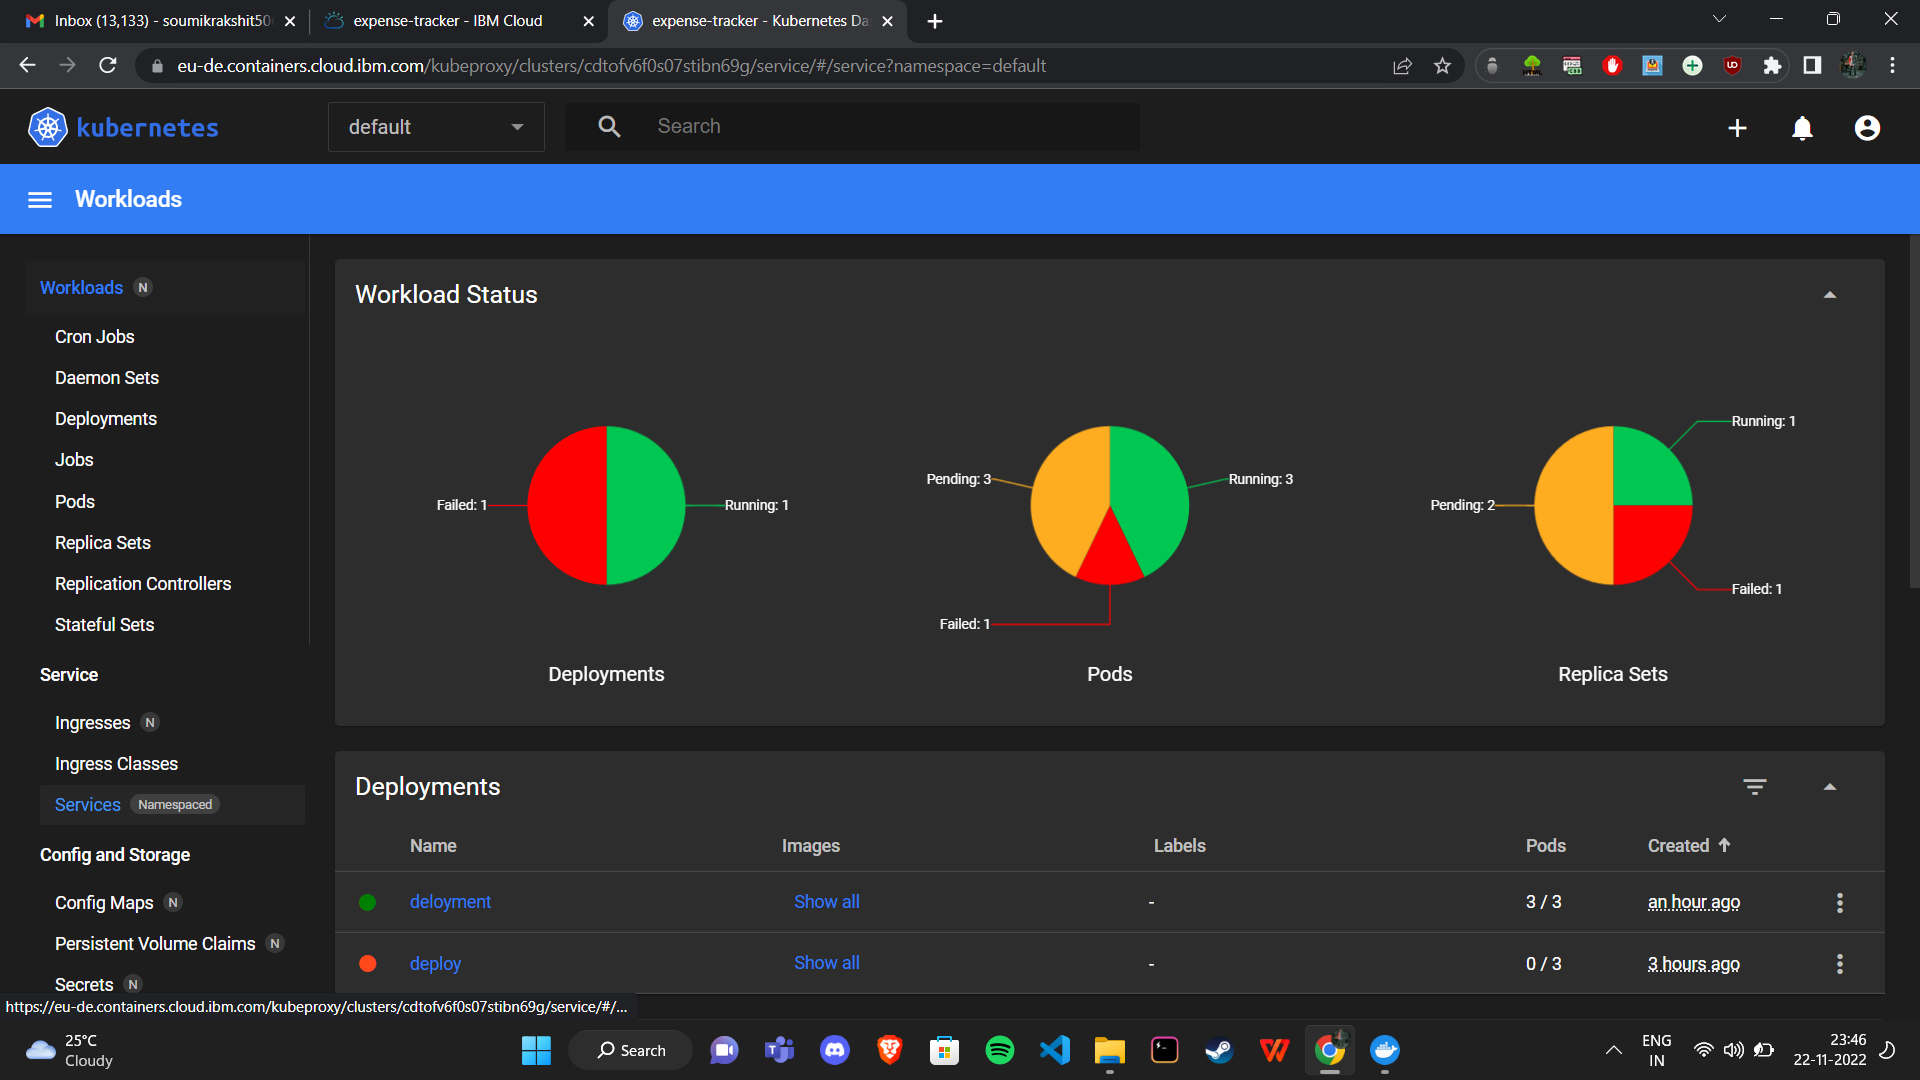 Inbox (13,133) - soumikrakshit50
expense-tracker - IBM Cloud
expense-tracker - Kubernetes Da
eu-de.containers.cloud.ibm.com/kubeproxy/clusters/cdtofv6f0s07stibn69g/service/#/service?namespace=default
kubernetes
default
Search
Workloads
Workloads N
Cron Jobs
Daemon Sets
Deployments
Jobs
Pods
Replica Sets
Replication Controllers
Stateful Sets
Service
Ingresses N
Ingress Classes
Services Namespaced
Config and Storage
Config Maps N
Persistent Volume Claims N
Secrets N
Workload Status
Failed: 1
Running: 1
Deployments
Pending: 3
Running: 3
Failed: 1
Pods
Running: 1
Pending: 2
Failed: 1
Replica Sets
Deployments
Name Images Labels Pods Created
deloyment Show all - 3 / 3 an hour ago
deploy Show all - 0 / 3 3 hours ago
https://eu-de.containers.cloud.ibm.com/kubeproxy/clusters/cdtofv6f0s07stibn69g/service/#/...
25°C
Cloudy
Search
ENG
IN
23:46
22-11-2022